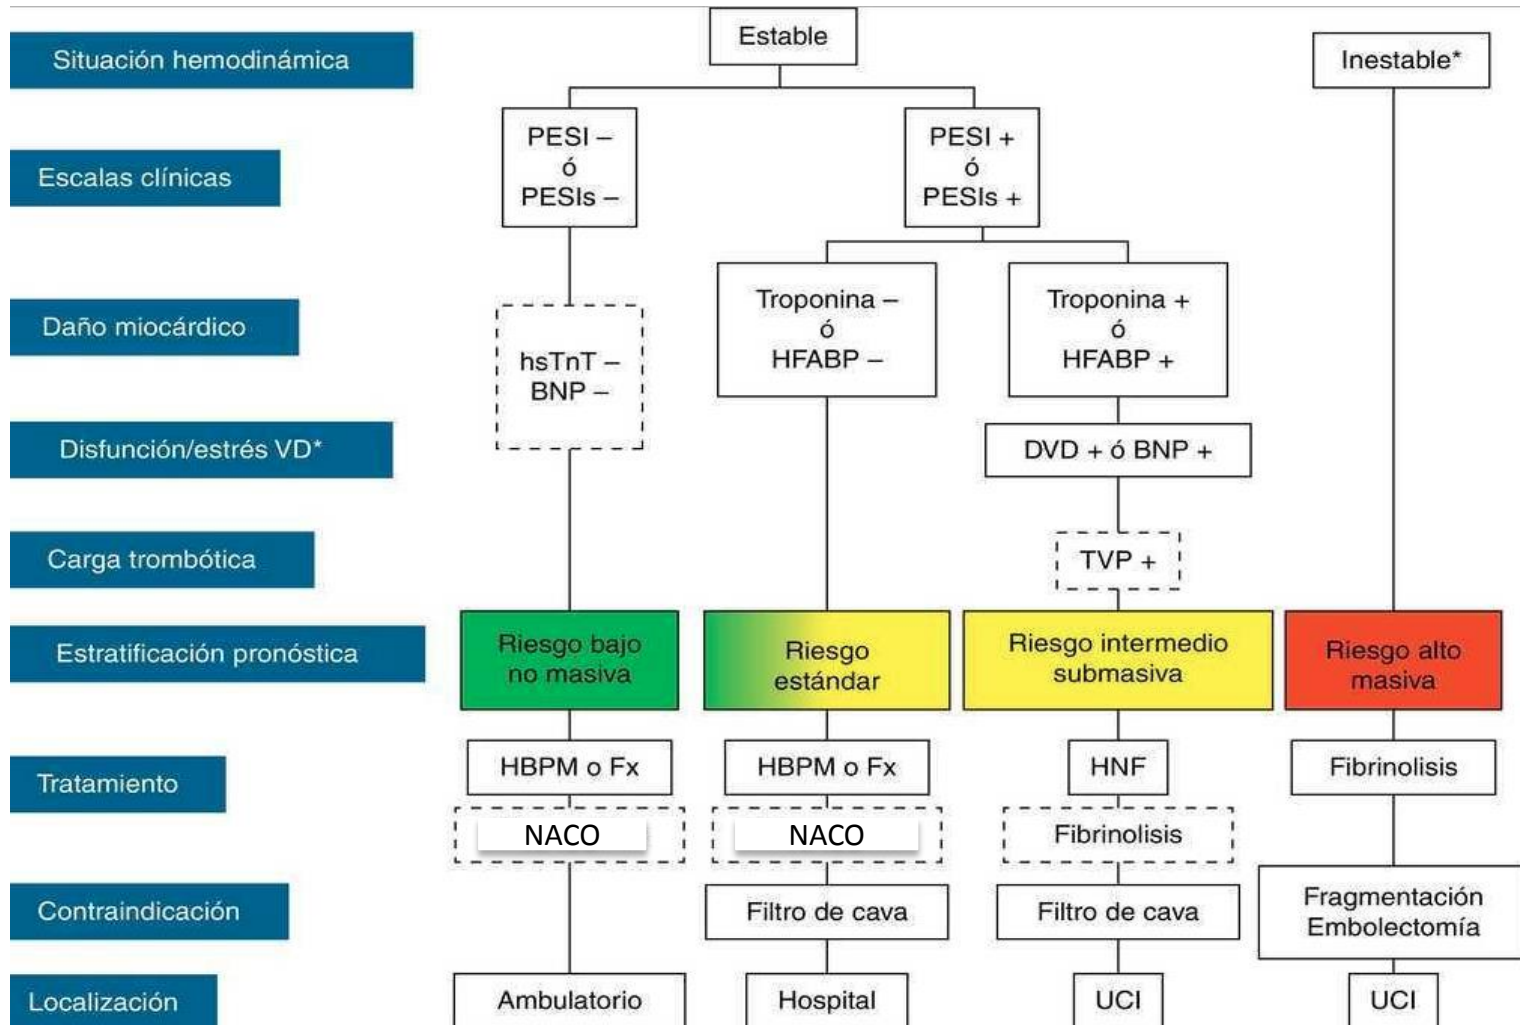 Situación hemodinámica
Estable
Inestable*
Escalas clínicas
PESI –
ó
PESIs –
PESI +
ó
PESIs +
Daño miocárdico
hsTnT –
BNP –
Troponina –
ó
HFABP –
Troponina +
ó
HFABP +
Disfunción/estrés VD*
DVD + ó BNP +
Carga trombótica
TVP +
Estratificación pronóstica
Riesgo bajo
no masiva
Riesgo
estándar
Riesgo intermedio
submasiva
Riesgo alto
masiva
Tratamiento
HBPM o Fx
HBPM o Fx
HNF
Fibrinolisis
NACO
NACO
Fibrinolisis
Contraindicación
Filtro de cava
Filtro de cava
Fragmentación
Embolectomía
Localización
Ambulatorio
Hospital
UCI
UCI